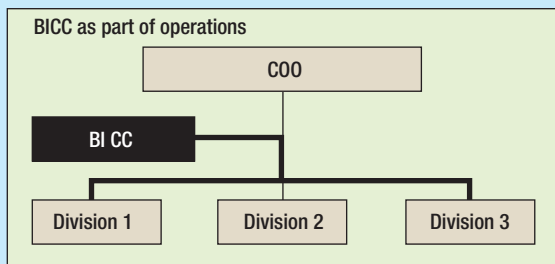 BICC as part of operations
COO
BI CC
Division 1
Division 2
Division 3